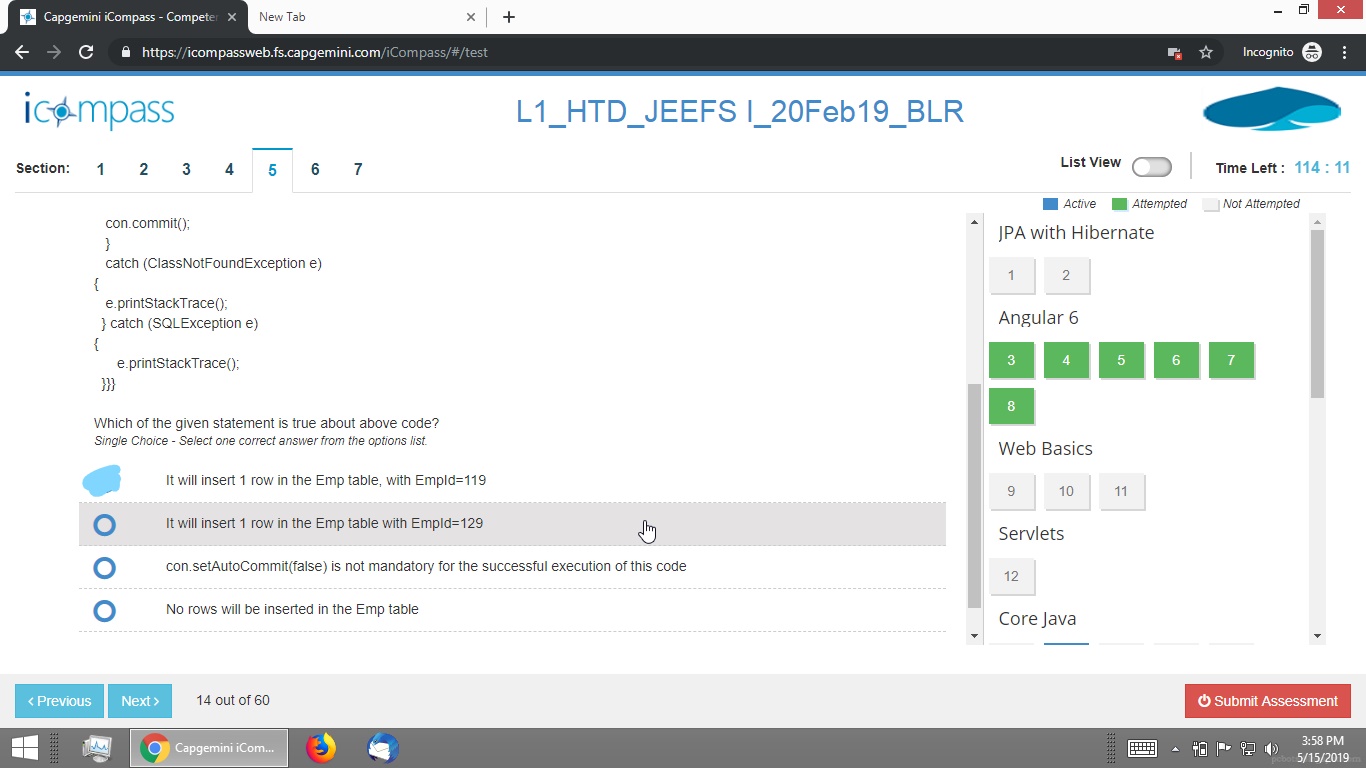 Capgemini iCompass - Competer
New Tab
https://icompassweb.fs.capgemini.com/iCompass/#/test
Incognito
icompass
L1_HTD_JEEFS I_20Feb19_BLR
Section: 1 2 3 4 5 6 7
List View
Time Left : 114 : 11
Active Attempted Not Attempted
con.commit();
}
catch (ClassNotFoundException e)
{
e.printStackTrace();
} catch (SQLException e)
{
e.printStackTrace();
}}}
Which of the given statement is true about above code?
Single Choice - Select one correct answer from the options list.
It will insert 1 row in the Emp table, with EmpId=119
It will insert 1 row in the Emp table with EmpId=129
con.setAutoCommit(false) is not mandatory for the successful execution of this code
No rows will be inserted in the Emp table
JPA with Hibernate
1 2
Angular 6
3 4 5 6 7
8
Web Basics
9 10 11
Servlets
12
Core Java
< Previous
Next >
14 out of 60
Submit Assessment
Capgemini iCom...
3:58 PM
5/15/2019